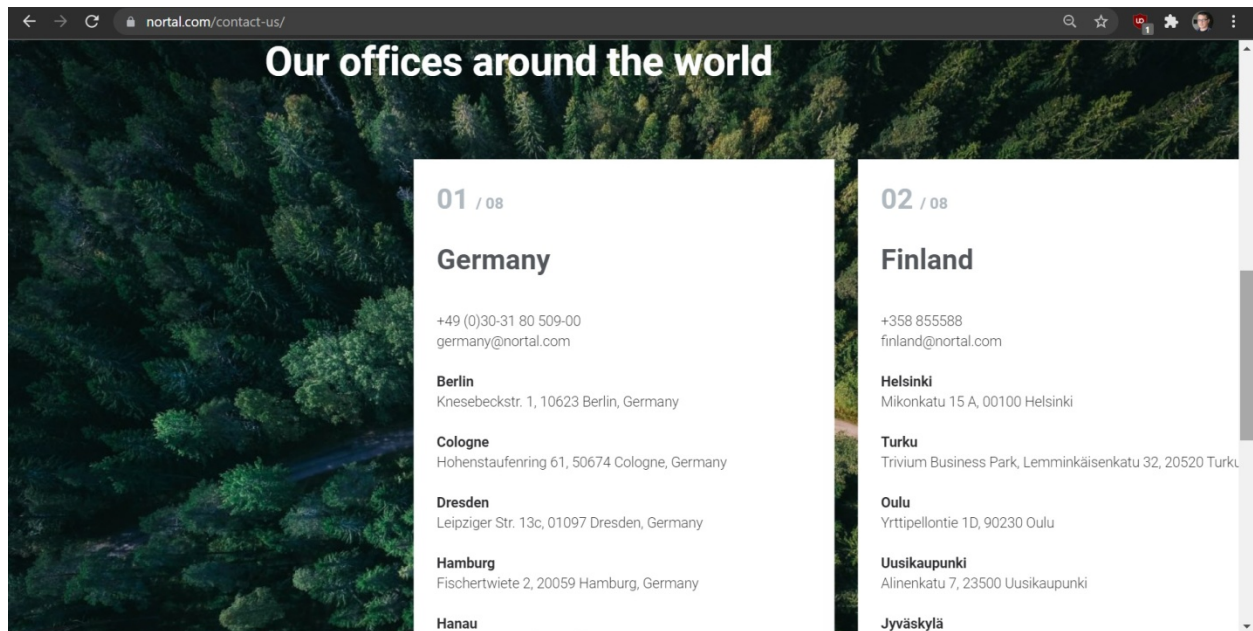 nortal.com/contact-us/
1
Our offices around the world
01 / 08
Germany
+49 (0)30-31 80 509-00
germany@nortal.com
Berlin
Knesebeckstr. 1, 10623 Berlin, Germany
Cologne
Hohenstaufenring 61, 50674 Cologne, Germany
Dresden
Leipziger Str. 13c, 01097 Dresden, Germany
Hamburg
Fischertwiete 2, 20059 Hamburg, Germany
Hanau
02 / 08
Finland
+358 855588
finland@nortal.com
Helsinki
Mikonkatu 15 A, 00100 Helsinki
Turku
Trivium Business Park, Lemminkäisenkatu 32, 20520 Turku
Oulu
Yrttipellontie 1D, 90230 Oulu
Uusikaupunki
Alinenkatu 7, 23500 Uusikaupunki
Jyväskylä